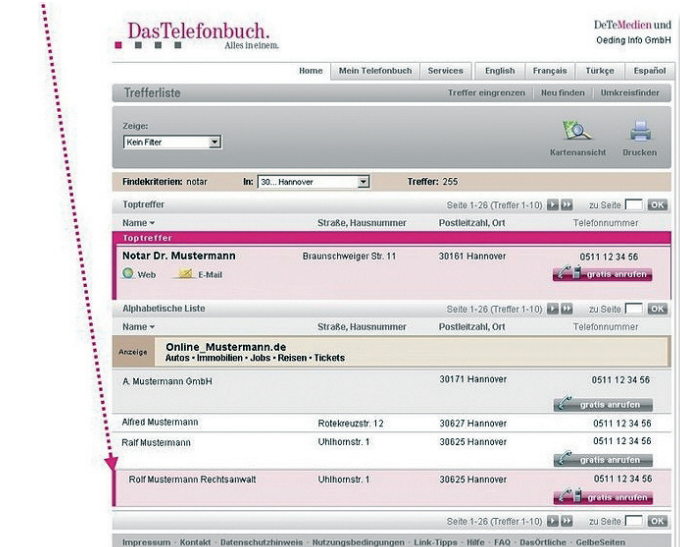 DasTelefonbuch.
Alles in einem.
DeTeMedien und
Oeding Info GmbH
Home Mein Telefonbuch Services English Français Türkçe Español
Trefferliste Treffer eingrenzen Neu finden Umkreisfinder
Zeige:
Kein Filter
Kartenansicht Drucken
Findekriterien: notar In: 30... Hannover Treffer: 255
Toptreffer Seite 1-26 (Treffer 1-10) zu Seite OK
Name Straße, Hausnummer Postleitzahl, Ort Telefonnummer
Toptreffer
Notar Dr. Mustermann Braunschweiger Str. 11 30161 Hannover 0511 12 34 56
Web E-Mail gratis anrufen
Alphabetische Liste Seite 1-26 (Treffer 1-10) zu Seite OK
Name Straße, Hausnummer Postleitzahl, Ort Telefonnummer
Anzeige Online_Mustermann.de
Autos • Immobilien • Jobs • Reisen • Tickets
A. Mustermann GmbH 30171 Hannover 0511 12 34 56
gratis anrufen
Alfred Mustermann Rotekreuzstr. 12 30627 Hannover 0511 12 34 56
Ralf Mustermann Uhlhornstr. 1 30625 Hannover 0511 12 34 56
gratis anrufen
Rolf Mustermann Rechtsanwalt Uhlhornstr. 1 30625 Hannover 0511 12 34 56
gratis anrufen
Seite 1-26 (Treffer 1-10) zu Seite OK
Impressum - Kontakt - Datenschutzhinweis - Nutzungsbedingungen - Link-Tipps - Hilfe - FAQ - DasÖrtliche - GelbeSeiten